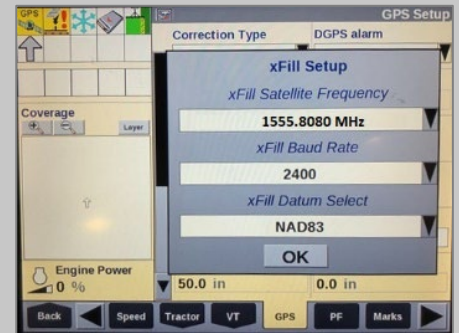 GPS
GPS Setup
Correction Type
DGPS alarm
xFill Setup
xFill Satellite Frequency
1555.8080 MHz
xFill Baud Rate
2400
xFill Datum Select
NAD83
OK
Coverage
Layer
Engine Power
0 %
50.0 in
0.0 in
Back
Speed
Tractor
VT
GPS
PF
Marks